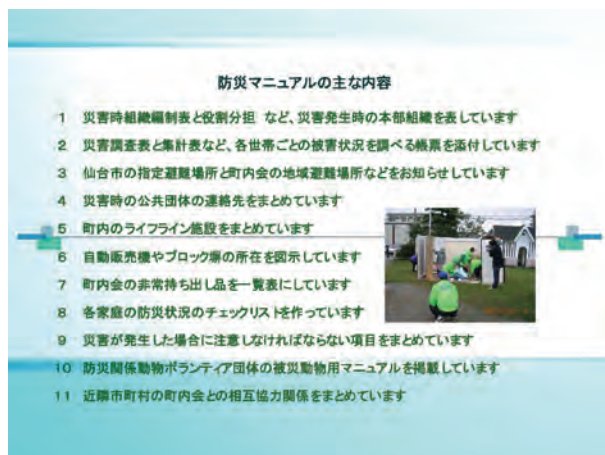 防災マニュアルの主な内容
1 災害時組織編制表と役割分担 など、災害発生時の本部組織を表しています
2 災害調査表と集計表など、各世帯ごとの被害状況を調べる帳票を添付しています
3 仙台市の指定避難場所と町内会の地域避難場所などをお知らせしています
4 災害時の公共団体の連絡先をまとめています
5 町内のライフライン施設をまとめています
6 自動販売機やブロック塀の所在を図示しています
7 町内会の非常持ち出し品を一覧表にしています
8 各家庭の防災状況のチェックリストを作っています
9 災害が発生した場合に注意しなければならない項目をまとめています
10 防災関係動物ボランティア団体の被災動物用マニュアルを掲載しています
11 近隣市町村の町内会との相互協力関係をまとめています